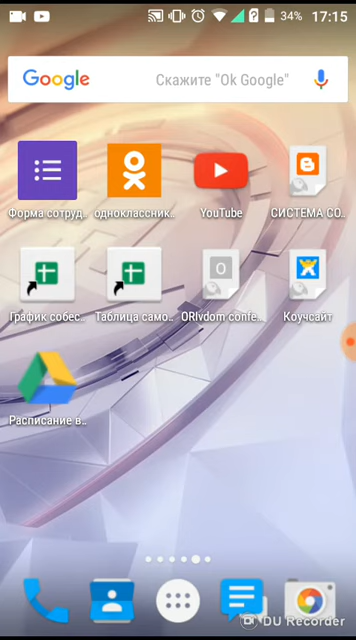 34% 17:15
Google Скажите "Ok Google"
Форма сотруд.. одноклассник.. YouTube СИСТЕМА СО..
График собес.. Таблица само.. ORlvdom confe.. Коучсайт
Расписание в..
DU Recorder